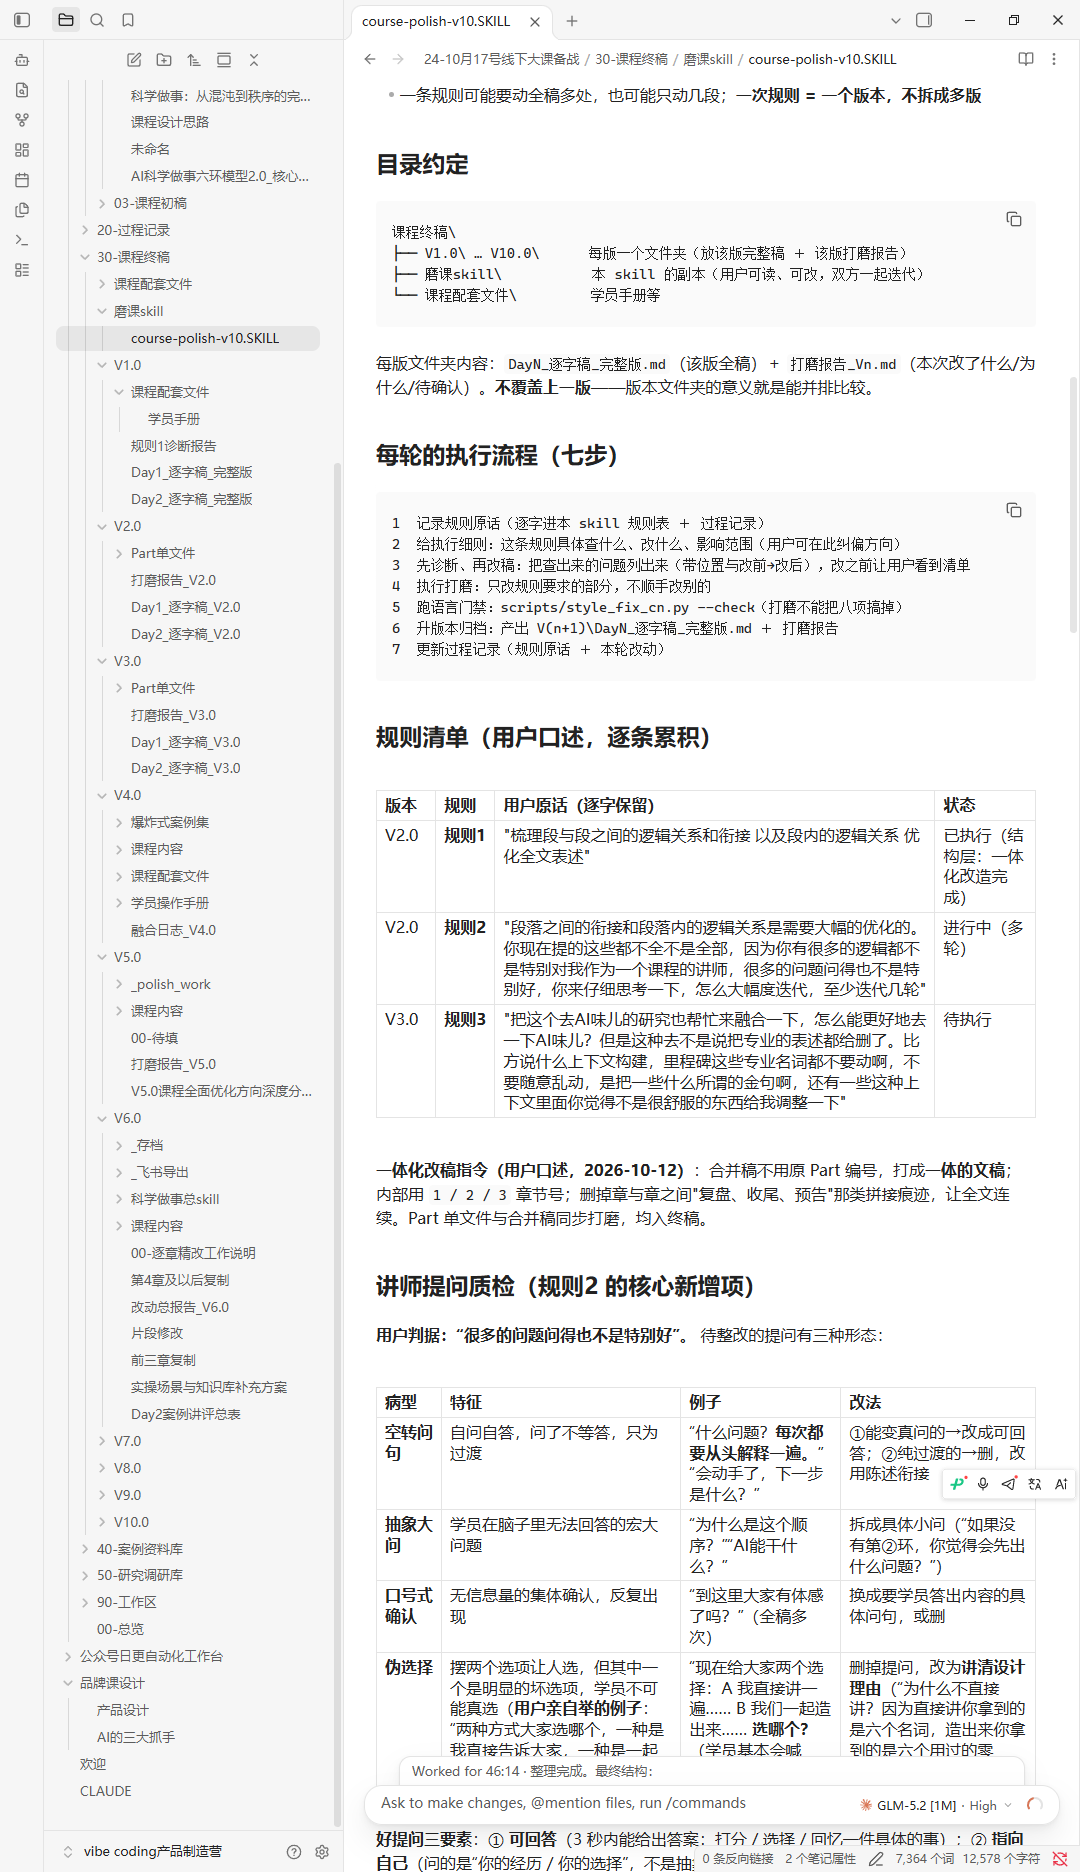 course-polish-v10.SKILL
24-10月17号线下大课备战 / 30-课程终稿 / 磨课skill / course-polish-v10.SKILL
科学做事：从混沌到秩序的完...
课程设计思路
未命名
AI科学做事六环模型2.0_核心...
03-课程初稿
20-过程记录
30-课程终稿
课程配套文件
磨课skill
course-polish-v10.SKILL
V1.0
课程配套文件
学员手册
规则1诊断报告
Day1_逐字稿_完整版
Day2_逐字稿_完整版
V2.0
Part单文件
打磨报告_V2.0
Day1_逐字稿_V2.0
Day2_逐字稿_V2.0
V3.0
Part单文件
打磨报告_V3.0
Day1_逐字稿_V3.0
Day2_逐字稿_V3.0
V4.0
爆炸式案例集
课程内容
课程配套文件
学员操作手册
融合日志_V4.0
V5.0
_polish_work
课程内容
00-待填
打磨报告_V5.0
V5.0课程全面优化方向深度分...
V6.0
_存档
_飞书导出
科学做事总skill
课程内容
00-逐章精改工作说明
第4章及以后复制
改动总报告_V6.0
片段修改
前三章复制
实操场景与知识库补充方案
Day2案例讲评总表
V7.0
V8.0
V9.0
V10.0
40-案例资料库
50-研究调研库
90-工作区
00-总览
公众号日更自动化工作台
品牌课设计
产品设计
AI的三大抓手
欢迎
CLAUDE
vibe coding产品制造营
一条规则可能要动全稿多处，也可能只动几段；一次规则 = 一个版本，不拆成多版
目录约定
课程终稿\
├── V1.0\ … V10.0\ 每版一个文件夹（放该版完整稿 + 该版打磨报告）
├── 磨课skill\ 本 skill 的副本（用户可读、可改，双方一起迭代）
└── 课程配套文件\ 学员手册等
每版文件夹内容： DayN_逐字稿_完整版.md （该版全稿）+ 打磨报告_Vn.md （本次改了什么/为
什么/待确认）。不覆盖上一版——版本文件夹的意义就是能并排比较。
每轮的执行流程（七步）
1 记录规则原话（逐字进本 skill 规则表 + 过程记录）
2 给执行细则：这条规则具体查什么、改什么、影响范围（用户可在此纠偏方向）
3 先诊断、再改稿：把查出来的问题列出来（带位置与改前→改后），改之前让用户看到清单
4 执行打磨：只改规则要求的部分，不顺手改别的
5 跑语言门禁：scripts/style_fix_cn.py --check（打磨不能把八项搞掉）
6 升版本归档：产出 V(n+1)\DayN_逐字稿_完整版.md + 打磨报告
7 更新过程记录（规则原话 + 本轮改动）
规则清单（用户口述，逐条累积）
版本 规则 用户原话（逐字保留） 状态
V2.0 规则1 "梳理段与段之间的逻辑关系和衔接 以及段内的逻辑关系 优 已执行（结
化全文表述" 构层：一体
化改造完
成）
V2.0 规则2 "段落之间的衔接和段落内的逻辑关系是需要大幅的优化的。 进行中（多
你现在提的这些都不全不是全部，因为你有很多的逻辑都不 轮）
是特别对我作为一个课程的讲师，很多的问题问得也不是特
别好，你来仔细思考一下，怎么大幅度迭代，至少迭代几轮"
V3.0 规则3 "把这个去AI味儿的研究也帮忙来融合一下，怎么能更好地去 待执行
一下AI味儿？但是这种去不是说把专业的表述都给删了。比
方说什么上下文构建，里程碑这些专业名词都不要动啊，不
要随意乱动，是把一些什么所谓的金句啊，还有一些这种上
下文里面你觉得不是很舒服的东西给我调整一下"
一体化改稿指令（用户口述，2026-10-12）：合并稿不用原 Part 编号，打成一体的文稿；
内部用 1 / 2 / 3 章节号；删掉章与章之间"复盘、收尾、预告"那类拼接痕迹，让全文连
续。Part 单文件与合并稿同步打磨，均入终稿。
讲师提问质检（规则2 的核心新增项）
用户判据：“很多的问题问得也不是特别好”。 待整改的提问有三种形态：
病型 特征 例子 改法
空转问 自问自答，问了不等答，只为 “什么问题？每次都 ①能变真问的→改成可回
句 过渡 要从头解释一遍。” 答；②纯过渡的→删，改
“会动手了，下一步 用陈述衔接
是什么？”
抽象大 学员在脑子里无法回答的宏大 “为什么是这个顺 拆成具体小问（“如果没
问 问题 序？”“AI能干什 有第②环，你觉得会先出
么？” 什么问题？”）
口号式 无信息量的集体确认，反复出 “到这里大家有体感 换成要学员答出内容的具
确认 现 了吗？”（全稿多 体问句，或删
次）
伪选择 摆两个选项让人选，但其中一 “现在给大家两个选 删掉提问，改为讲清设计
个是明显的坏选项，学员不可 择：A 我直接讲一 理由（“为什么不直接
能真选（用户亲自举的例子： 遍…… B 我们一起造 讲？因为直接讲你拿到的
“两种方式大家选哪个，一种是 出来…… 选哪个？ 是六个名词，造出来你拿
我直接告诉大家，一种是一起 （学员基本会喊 到的是六个用过的零
Worked for 46:14 · 整理完成。最终结构：
Ask to make changes, @mention files, run /commands
GLM-5.2 [1M] · High
好提问三要素：① 可回答（3 秒内能给出答案：打分 / 选择 / 回忆一件具体的事）；② 指向
自己（问的是“你的经历 / 你的选择”，不是抽
0 条反向链接 2 个笔记属性 7,364 个词 12,578 个字符